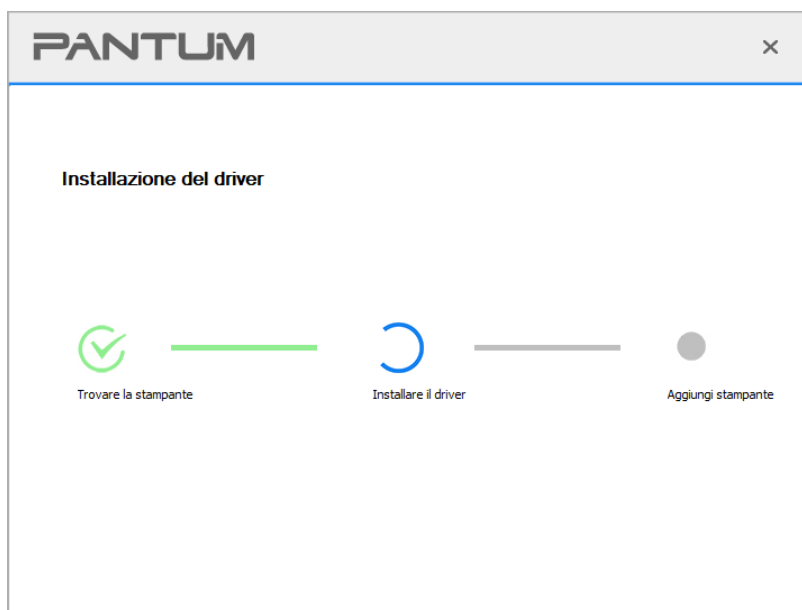 PANTUM
Installazione del driver
Trovare la stampante
Installare il driver
Aggiungi stampante